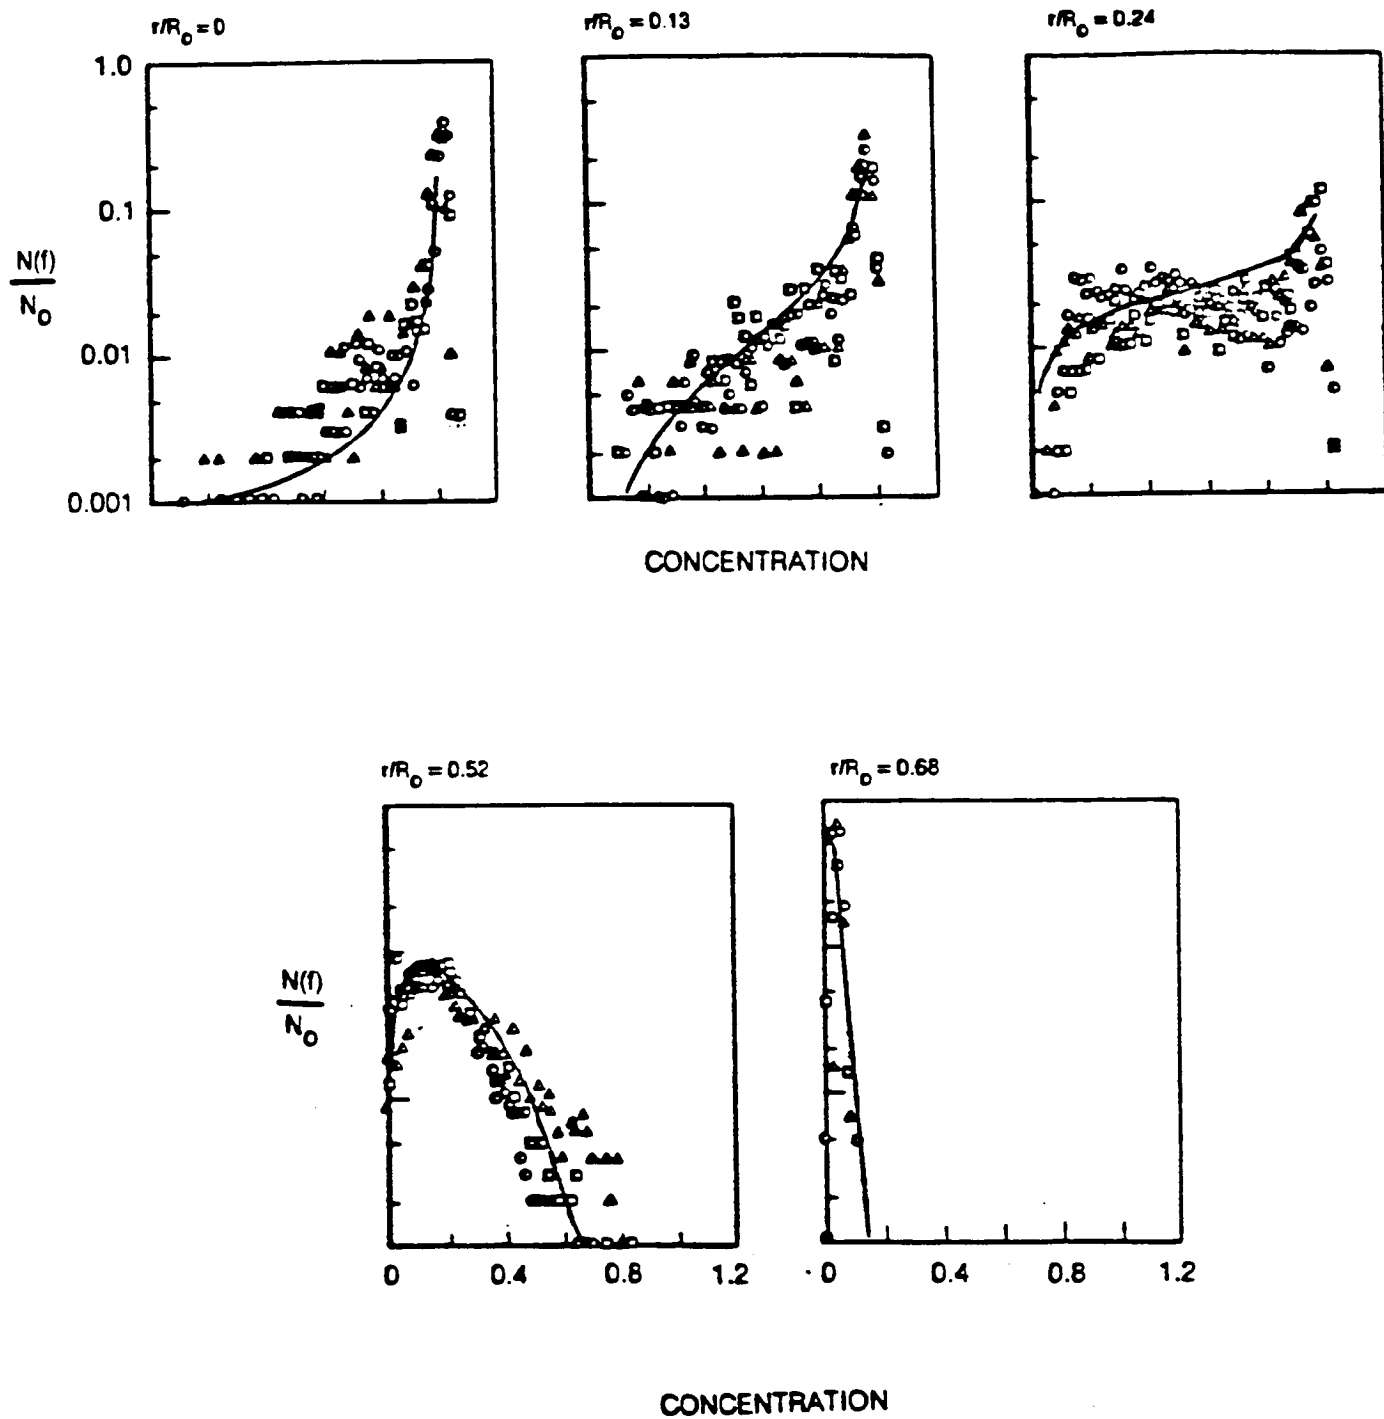 r/R₀ = 0
r/R₀ = 0.13
r/R₀ = 0.24
1.0
0.1
N(f)
N₀
0.01
0.001
CONCENTRATION
r/R₀ = 0.52
r/R₀ = 0.68
N(f)
N₀
0 0.4 0.8 1.2
0 0.4 0.8 1.2
CONCENTRATION